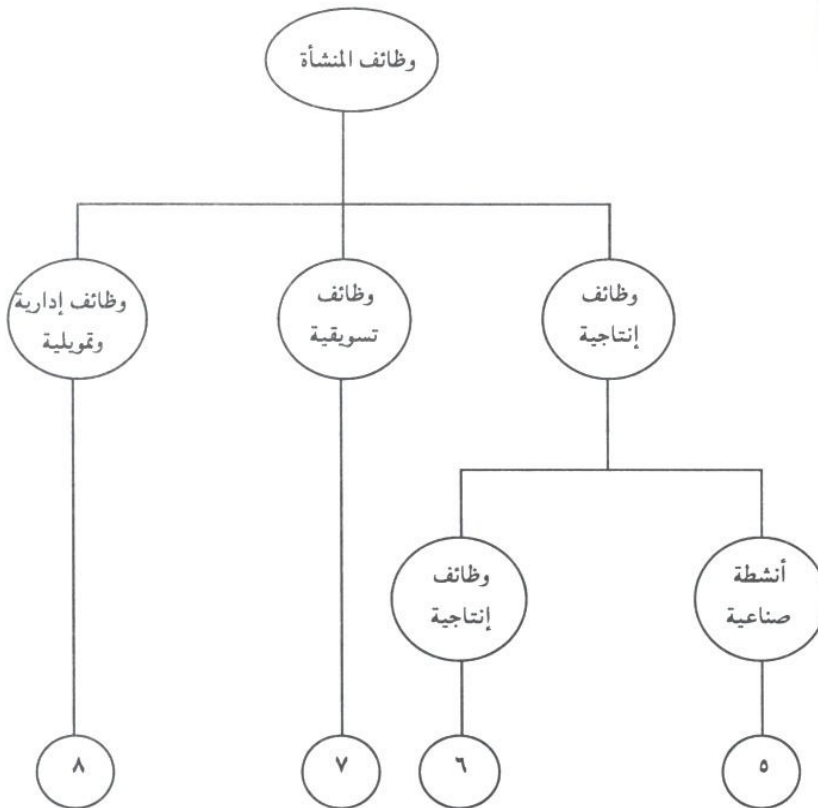 وظائف المنشأة
وظائف
إنتاجية
وظائف
تسويقية
وظائف إدارية
وتمويلية
أنشطة
صناعية
وظائف
إنتاجية
٥
٦
٧
٨